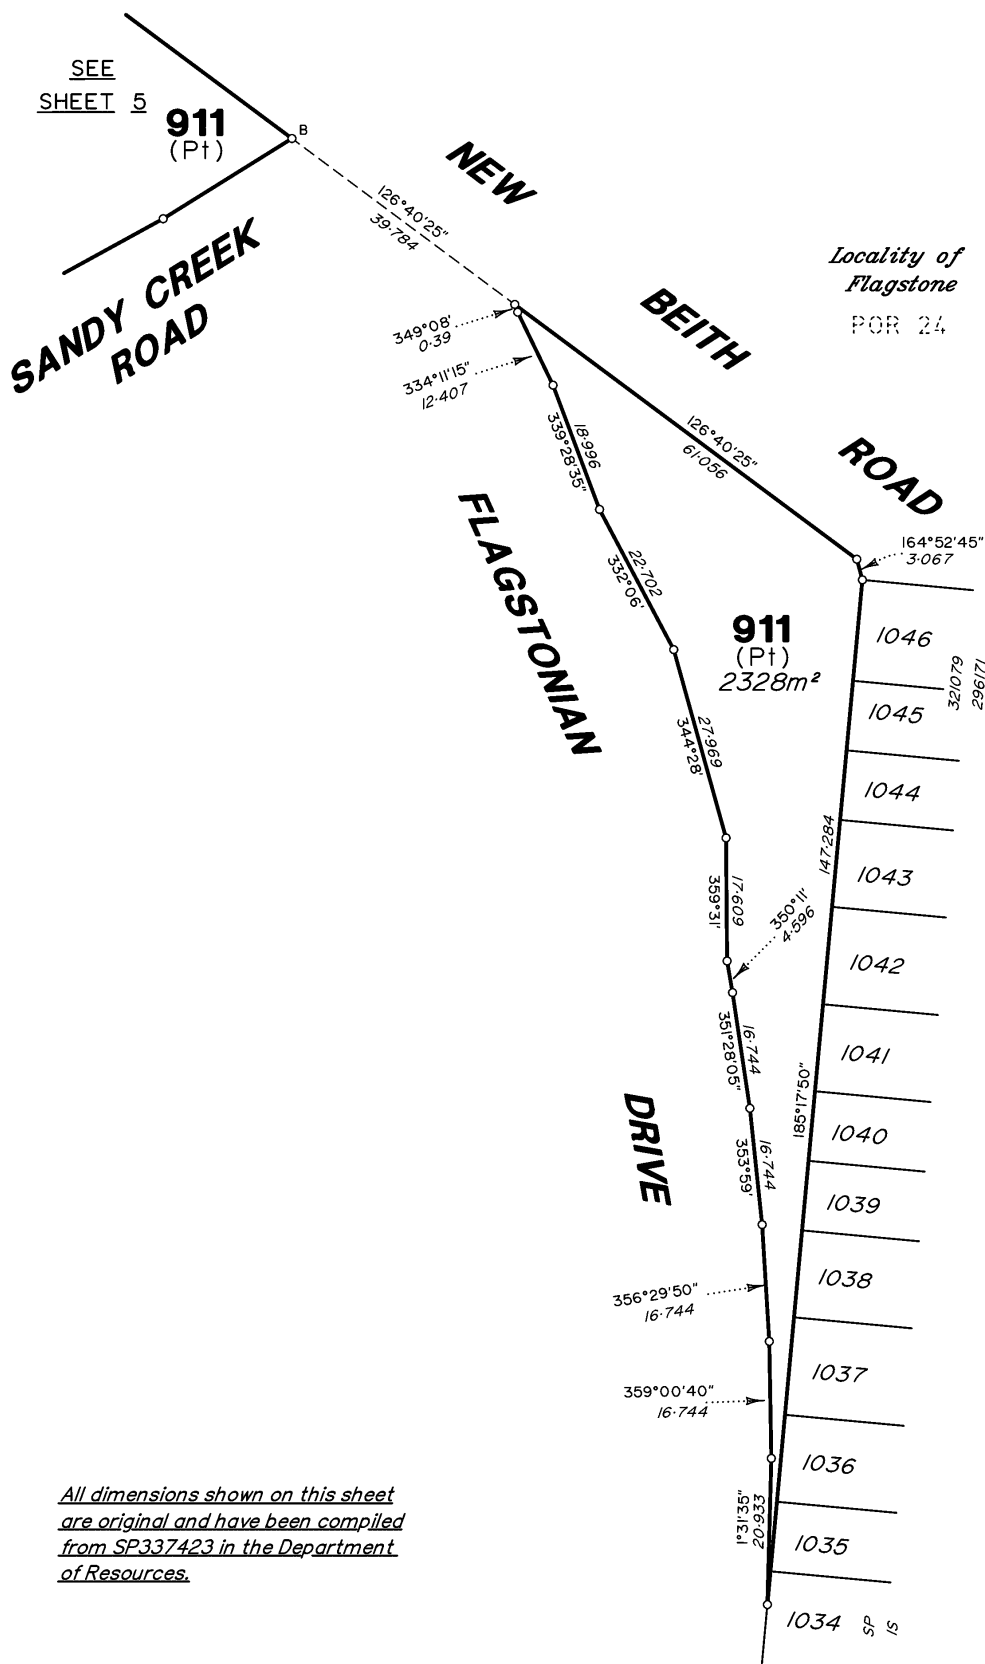 SEE
SHEET 5
911
(Pt)
B
NEW
126°40'25"
39·784
SANDY CREEK
ROAD
Locality of
Flagstone
POR 24
BEITH
349°08'
0·39
334°11'15"
12·407
18·996
339°28'35"
126°40'25"
61·056
ROAD
164°52'45"
3·067
FLAGSTONIAN
22·702
332°06'
911
(Pt)
2328m²
1046
321079
296171
1045
27·969
344°28'
1044
147·284
1043
17·609
359°31'
350°11'
4·596
1042
16·744
351°28'05"
1041
185°17'50"
DRIVE
1040
16·744
353°59'
1039
1038
356°29'50"
16·744
1037
359°00'40"
16·744
1036
1°31'35"
20·933
1035
1034
SP
IS
All dimensions shown on this sheet
are original and have been compiled
from SP337423 in the Department
of Resources.